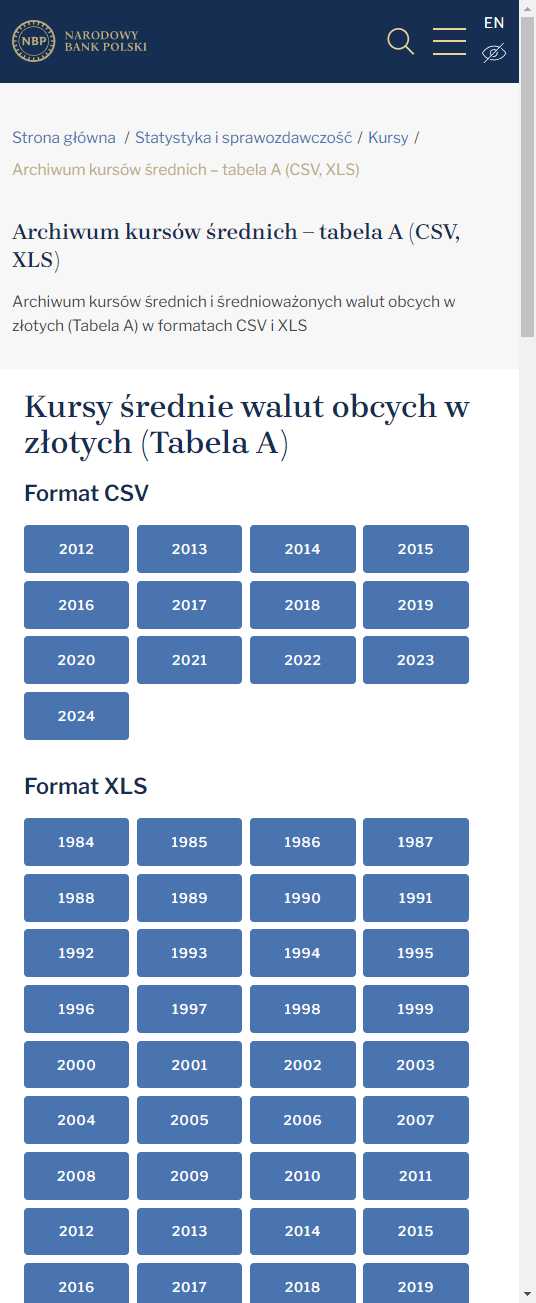 NBP
NARODOWY
BANK POLSKI
EN
Strona główna / Statystyka i sprawozdawczość / Kursy /
Archiwum kursów średnich – tabela A (CSV, XLS)
Archiwum kursów średnich – tabela A (CSV,
XLS)
Archiwum kursów średnich i średnioważonych walut obcych w
złotych (Tabela A) w formatach CSV i XLS
Kursy średnie walut obcych w
złotych (Tabela A)
Format CSV
2012 2013 2014 2015
2016 2017 2018 2019
2020 2021 2022 2023
2024
Format XLS
1984 1985 1986 1987
1988 1989 1990 1991
1992 1993 1994 1995
1996 1997 1998 1999
2000 2001 2002 2003
2004 2005 2006 2007
2008 2009 2010 2011
2012 2013 2014 2015
2016 2017 2018 2019